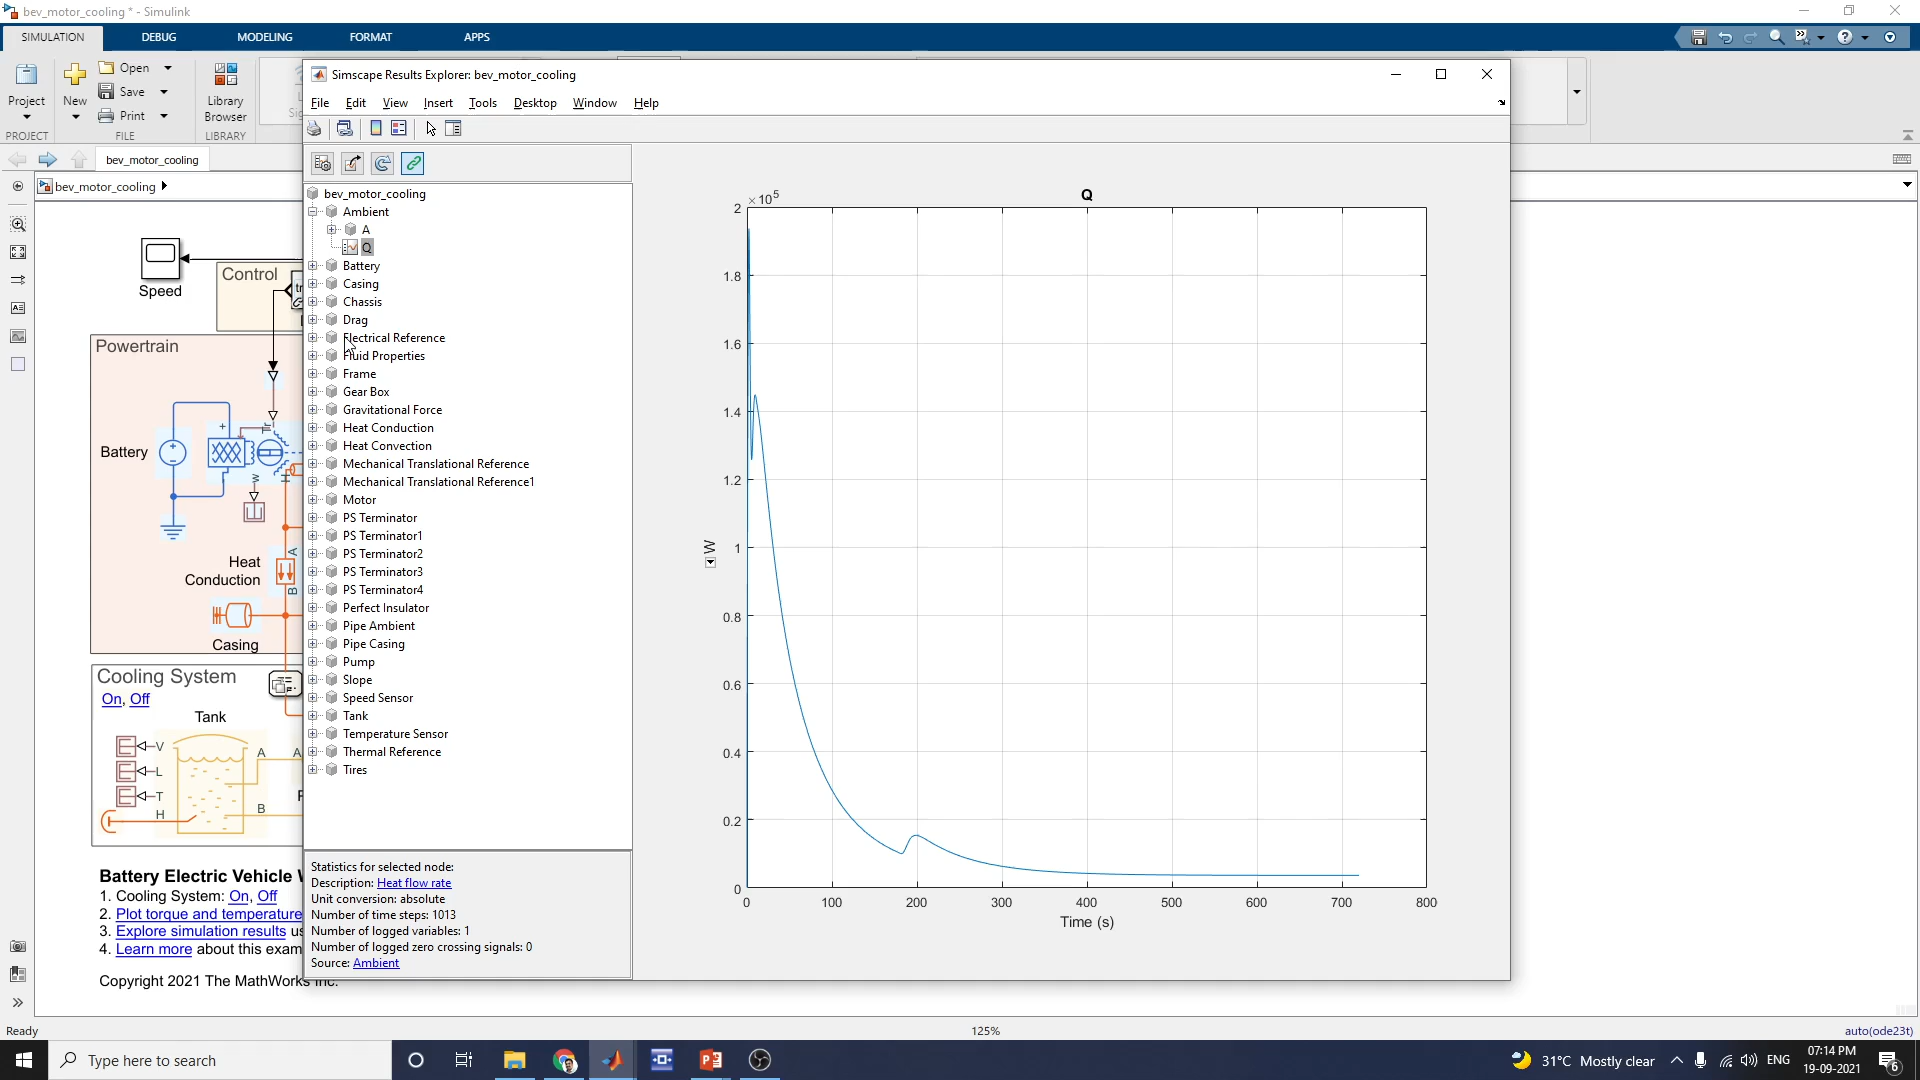 bev_motor_cooling * - Simulink
SIMULATION DEBUG MODELING FORMAT APPS
Project
PROJECT
New
Open
Save
Print
FILE
Library
Browser
LIBRARY
bev_motor_cooling
bev_motor_cooling
Speed
Control
Powertrain
Battery
Heat
Conduction
Casing
Cooling System
On, Off
Tank
V
L
T
H
A
B
Battery Electric Vehicle
1. Cooling System: On, Off
2. Plot torque and temperature
3. Explore simulation results
4. Learn more about this exam
Copyright 2021 The MathWorks Inc.
Simscape Results Explorer: bev_motor_cooling
File Edit View Insert Tools Desktop Window Help
bev_motor_cooling
Ambient
A
Q
Battery
Casing
Chassis
Drag
Electrical Reference
Fluid Properties
Frame
Gear Box
Gravitational Force
Heat Conduction
Heat Convection
Mechanical Translational Reference
Mechanical Translational Reference1
Motor
PS Terminator
PS Terminator1
PS Terminator2
PS Terminator3
PS Terminator4
Perfect Insulator
Pipe Ambient
Pipe Casing
Pump
Slope
Speed Sensor
Tank
Temperature Sensor
Thermal Reference
Tires
Statistics for selected node:
Description: Heat flow rate
Unit conversion: absolute
Number of time steps: 1013
Number of logged variables: 1
Number of logged zero crossing signals: 0
Source: Ambient
Q
× 10⁵
2
1.8
1.6
1.4
1.2
1
0.8
0.6
0.4
0.2
0
W
0 100 200 300 400 500 600 700 800
Time (s)
Ready 125% auto(ode23t)
Type here to search
31°C Mostly clear
ENG
07:14 PM
19-09-2021
6